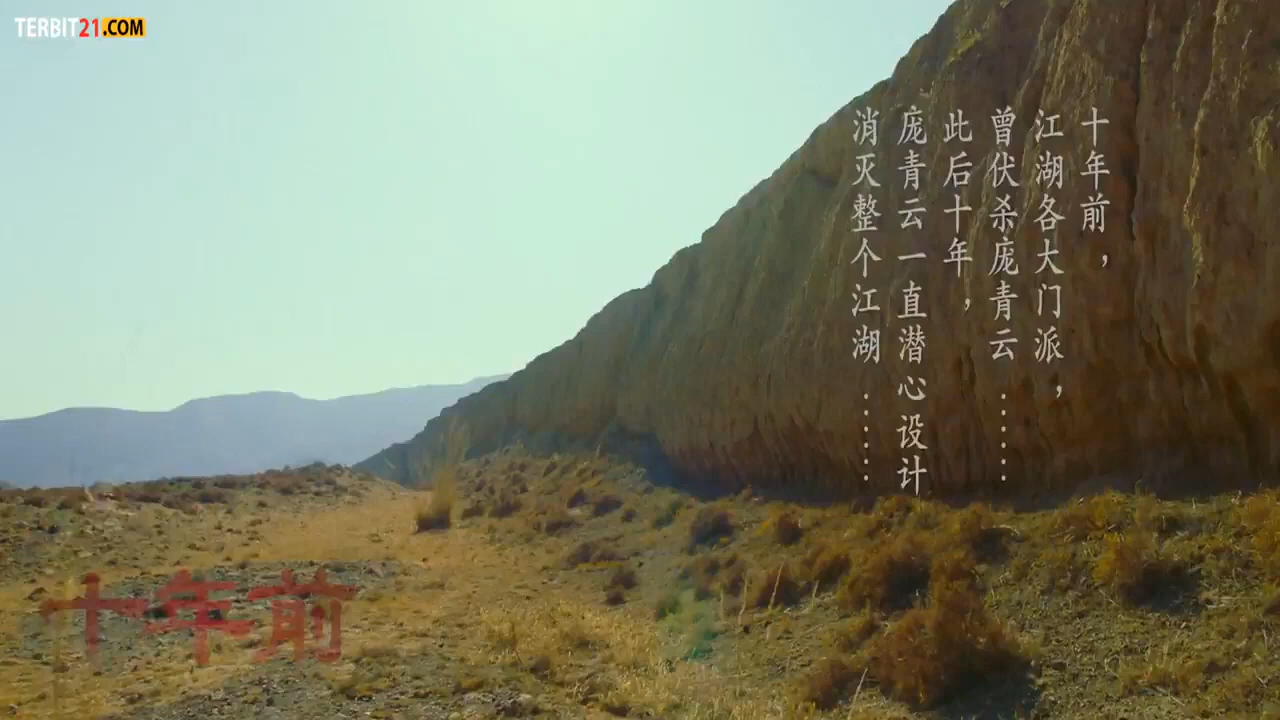 TERBIT21.COM
十年前，
江湖各大门派，
曾伏杀庞青云……
此后十年，
庞青云一直潜心设计
消灭整个江湖……
十年前